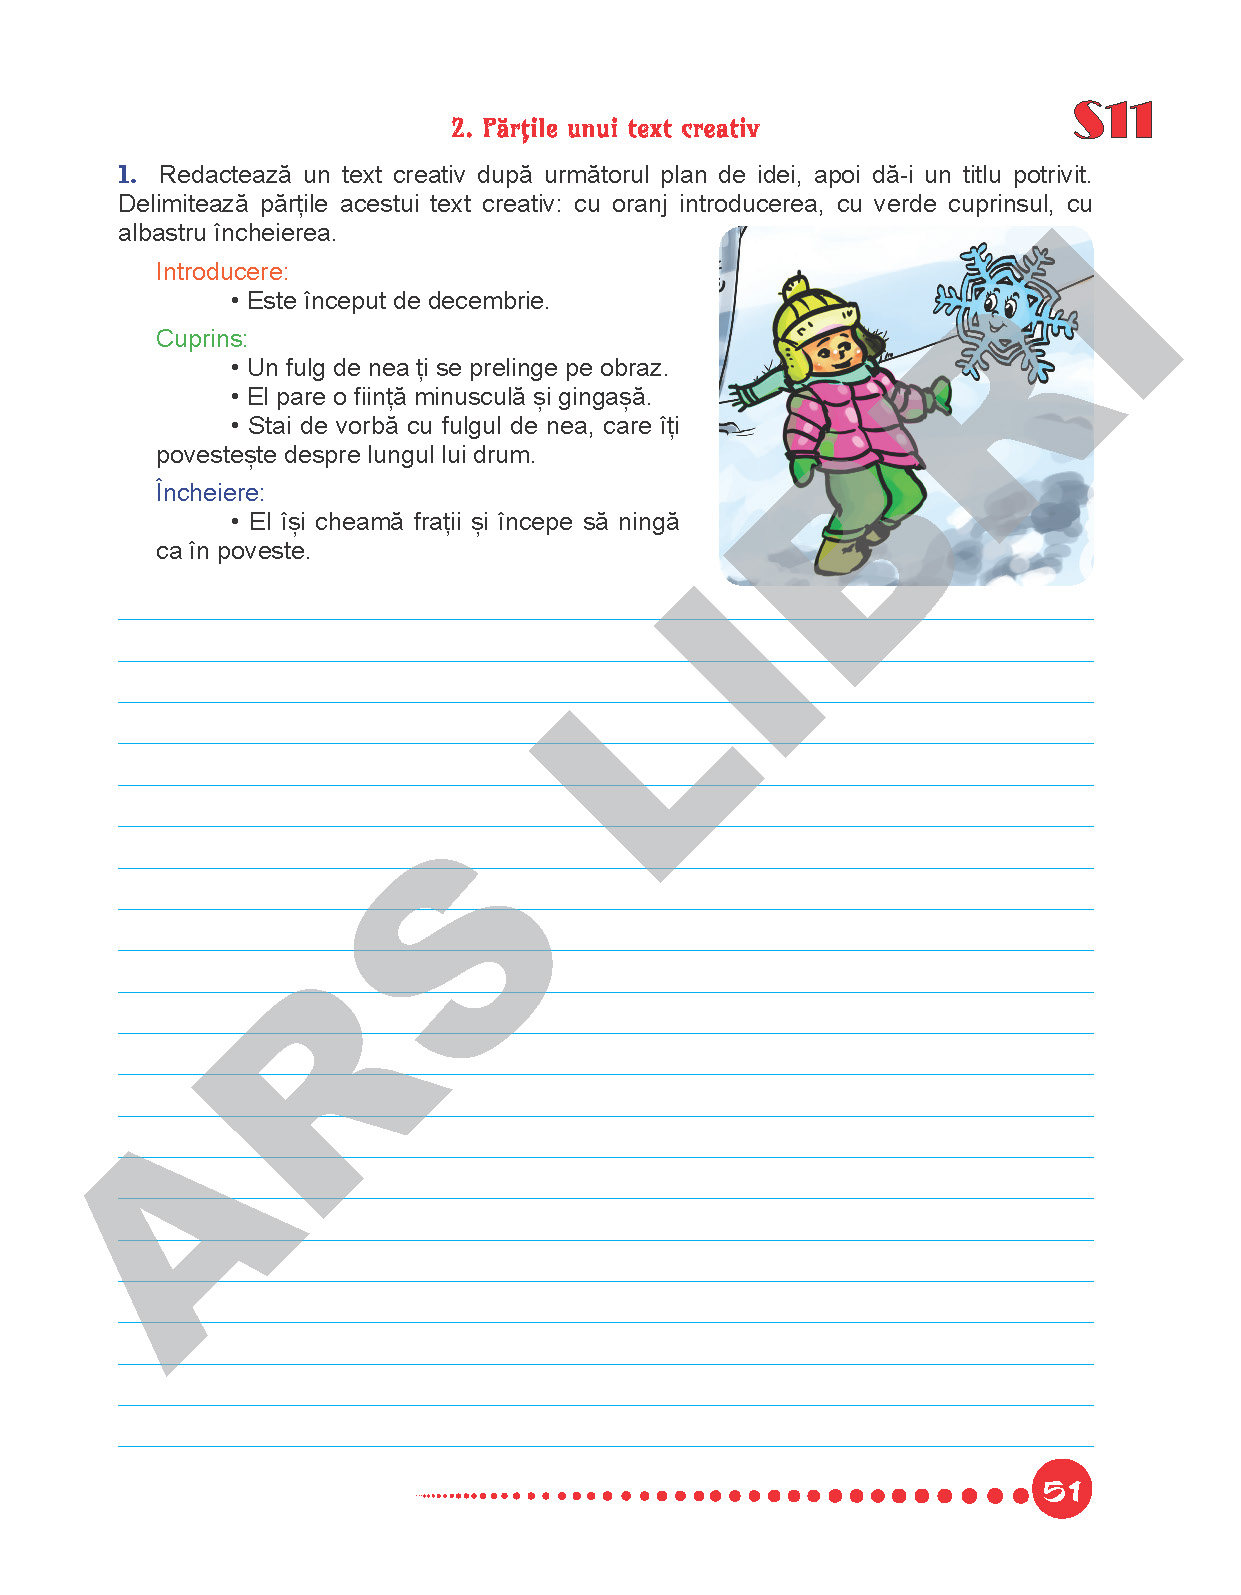 S11
2. Părțile unui text creativ
1. Redactează un text creativ după următorul plan de idei, apoi dă-i un titlu potrivit.
Delimitează părțile acestui text creativ: cu oranj introducerea, cu verde cuprinsul, cu
albastru încheierea.
Introducere:
• Este început de decembrie.
Cuprins:
• Un fulg de nea ți se prelinge pe obraz.
• El pare o ființă minusculă și gingașă.
• Stai de vorbă cu fulgul de nea, care îți
povestește despre lungul lui drum.
Încheiere:
• El își cheamă frații și începe să ningă
ca în poveste.
ARS LIBRI
51